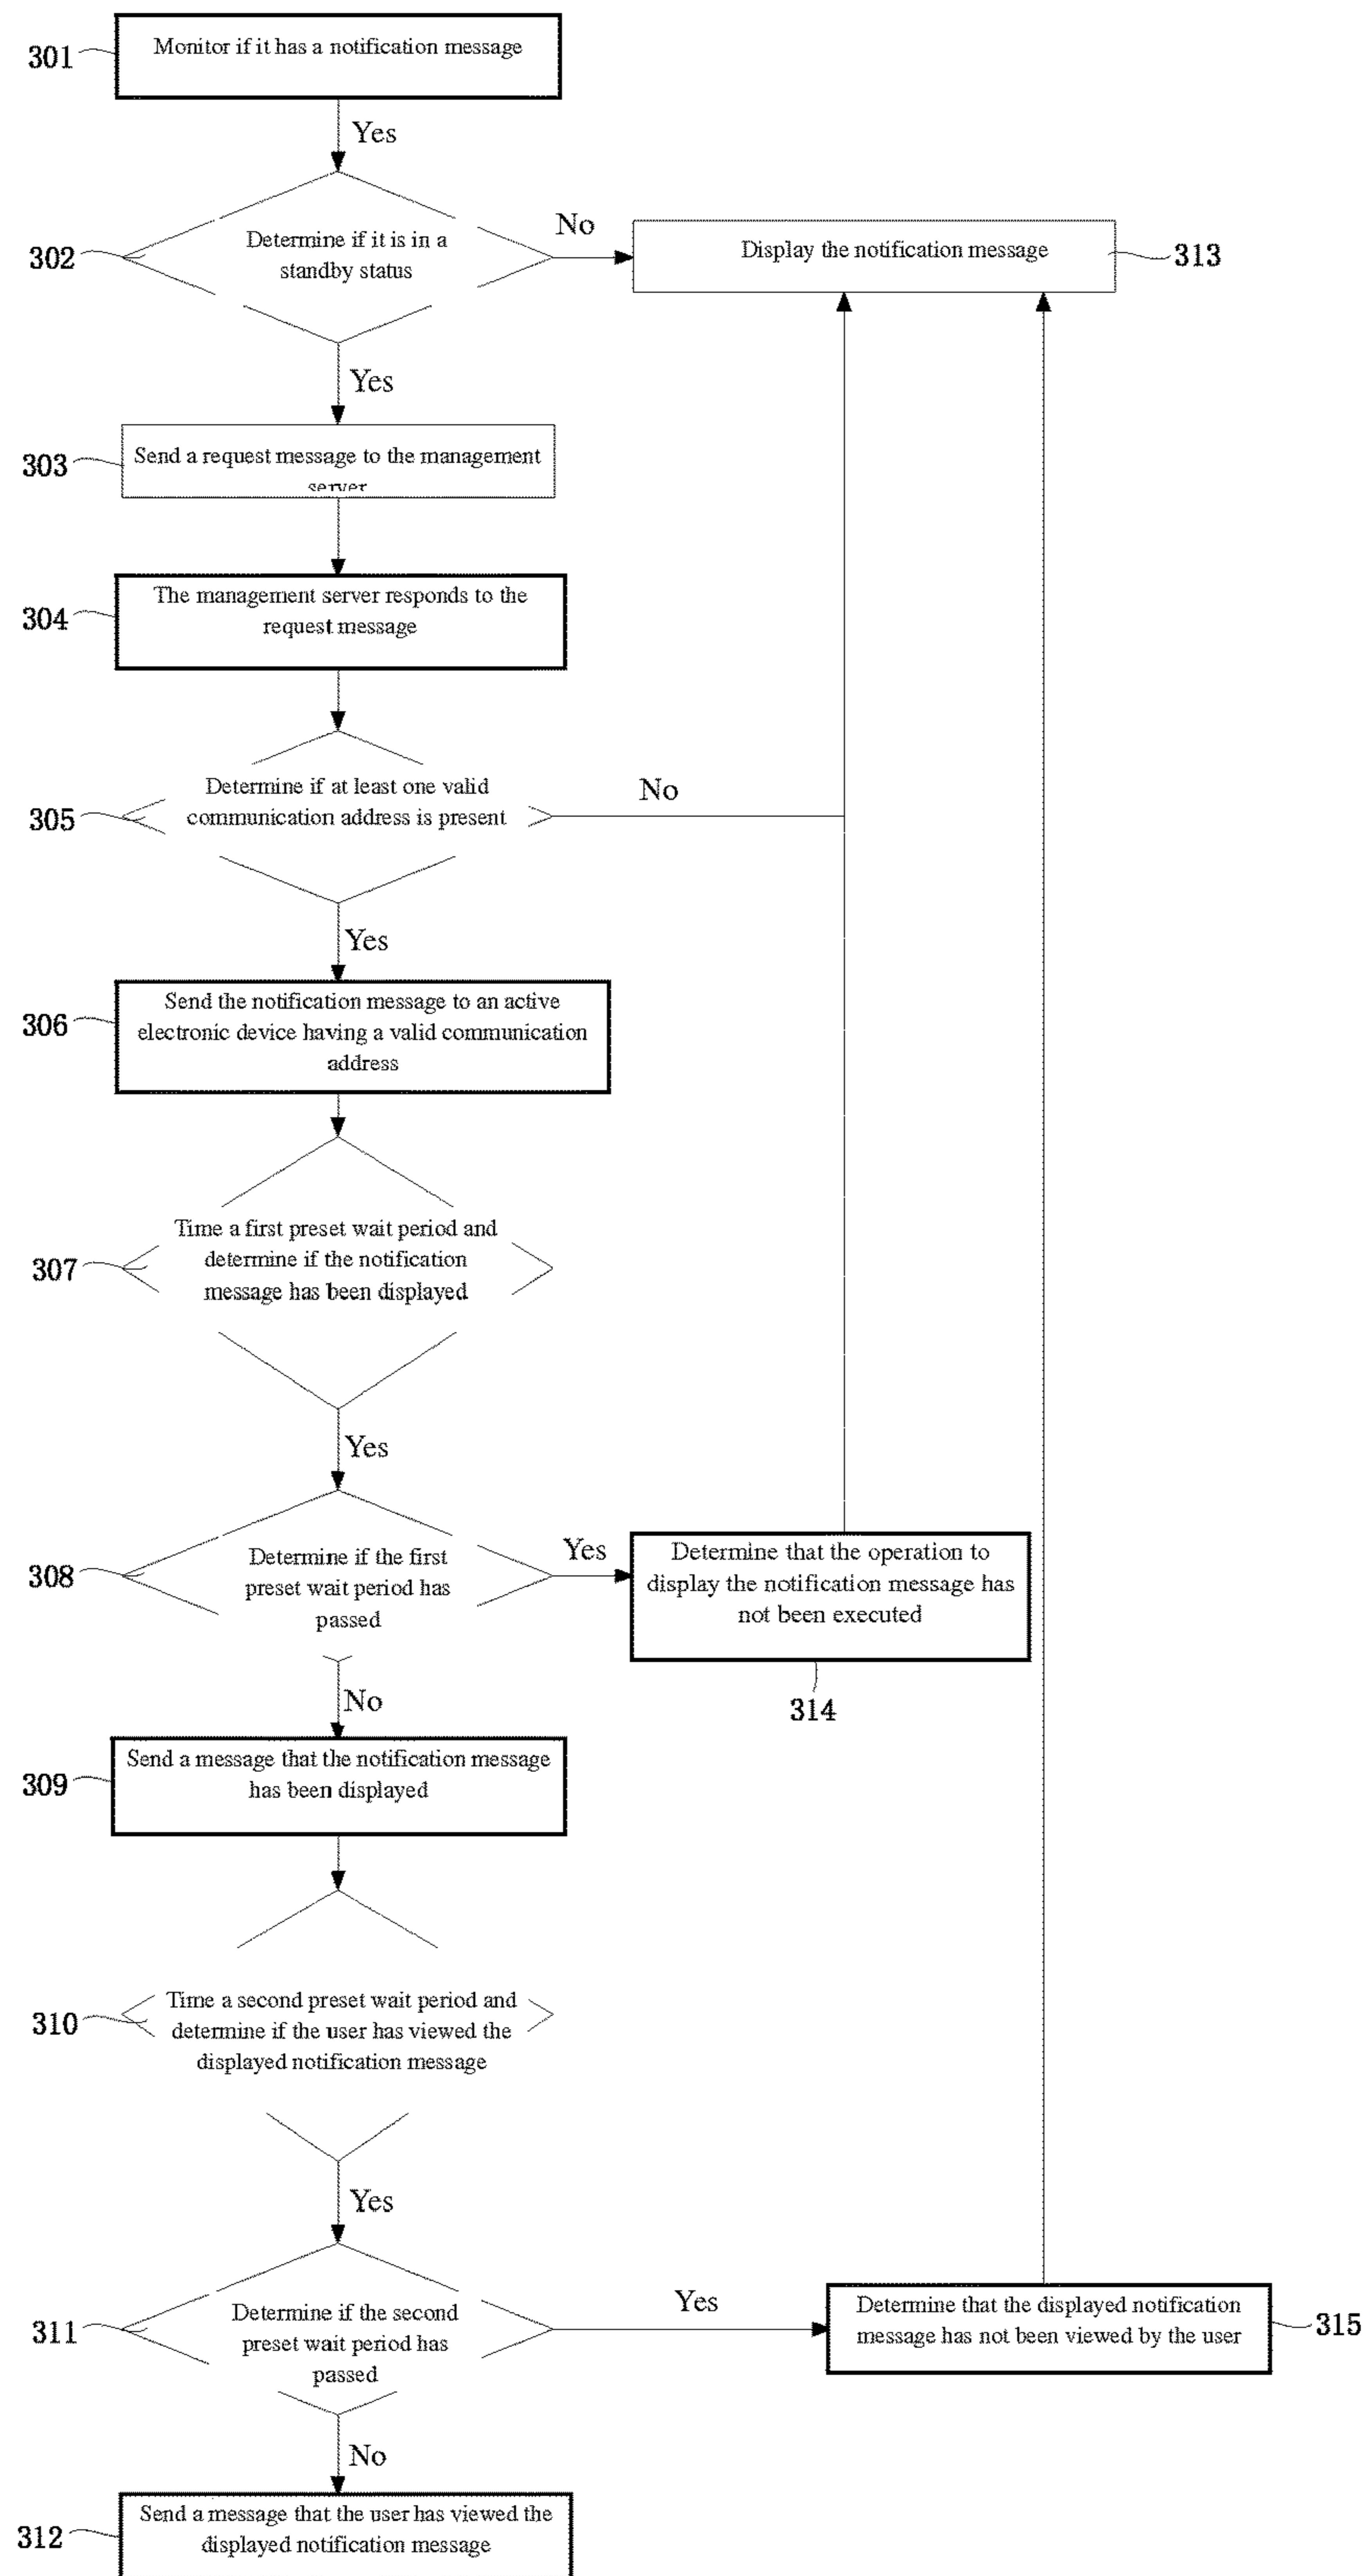 301
Monitor if it has a notification message
Yes
302
Determine if it is in a
standby status
No
Display the notification message
313
Yes
303
Send a request message to the management
server
304
The management server responds to the
request message
305
Determine if at least one valid
communication address is present
No
Yes
306
Send the notification message to an active
electronic device having a valid communication
address
307
Time a first preset wait period and
determine if the notification
message has been displayed
Yes
308
Determine if the first
preset wait period has
passed
Yes
Determine that the operation to
display the notification message has
not been executed
314
No
309
Send a message that the notification message
has been displayed
310
Time a second preset wait period and
determine if the user has viewed the
displayed notification message
Yes
311
Determine if the second
preset wait period has
passed
Yes
Determine that the displayed notification
message has not been viewed by the user
315
No
312
Send a message that the user has viewed the
displayed notification message